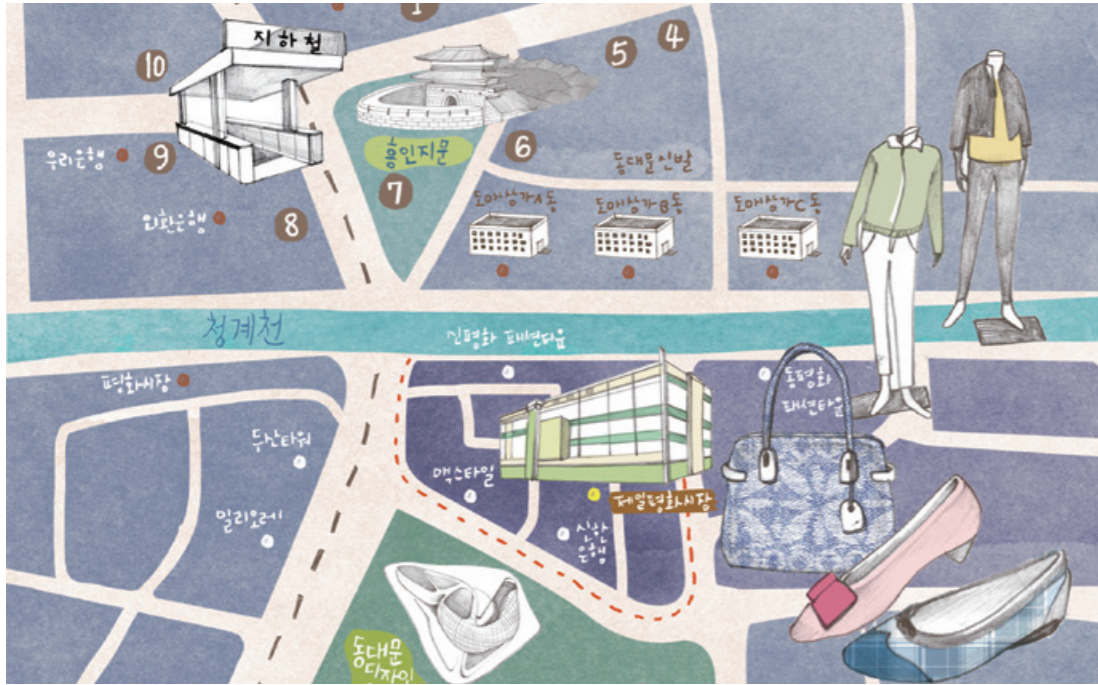 1
지하철
4
5
10
우리은행
9
흥인지문
6
동대문신발
7
도매상가A동
도매상가B동
도매상가C동
외환은행
8
청계천
신평화 패션타운
평화시장
동평화
패션타운
두산타워
맥스타일
제일평화시장
밀리오레
신한
은행
동대문
디자인